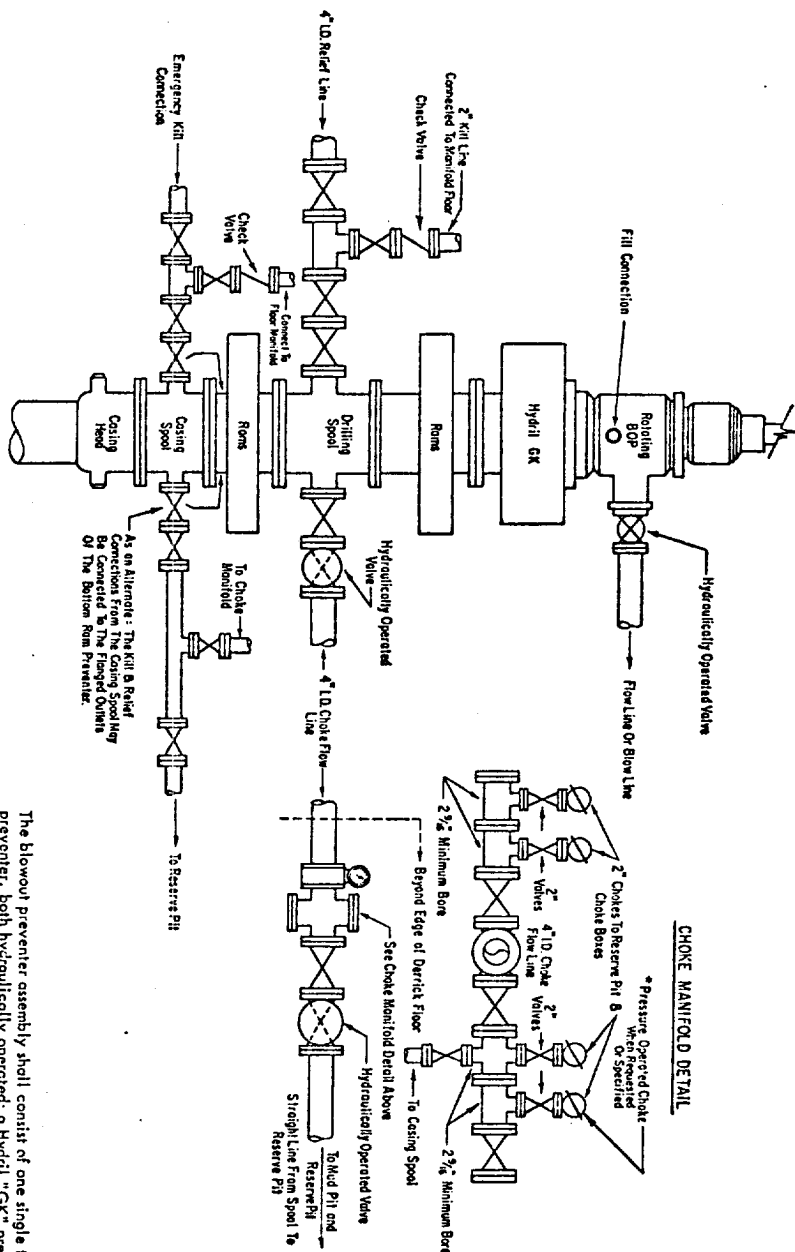 4" I.D. Relief Line
2" Kill Line
Connected To Manifold Floor
Check Valve
Fill Connection
Emergency Kill
Connection
Check
Valve
Connect To
Floor Manifold
Casing
Head
Casing
Spool
Rams
Drilling
Spool
Rams
Hydril GK
Rotating
BOP
Hydraulically Operated Valve
Flow Line Or Blow Line
Hydraulically Operated
Valve
4" I.D. Choke Flow
Line
To Choke
Manifold
As an Alternate: The Kill & Relief
Connections From The Casing Spool May
Be Connected To The Flanged Outlets
Of The Bottom Ram Preventer.
To Reserve Pit
CHOKE MANIFOLD DETAIL
2" Chokes To Reserve Pit &
Choke Boxes
* Pressure Operated Choke
When Requested
Or Specified
2 9/16" Minimum Bore
2"
Valves
4" I.D. Choke
Flow Line
2"
Valves
2 9/16" Minimum Bore
To Casing Spool
Beyond Edge of Derrick Floor
See Choke Manifold Detail Above
Hydraulically Operated Valve
To Mud Pit and
Reserve Pit
Straight Line From Spool To
Reserve Pit
The blowout preventer assembly shall consist of one single
preventer, both hydraulically operated; a Hydril "GK"